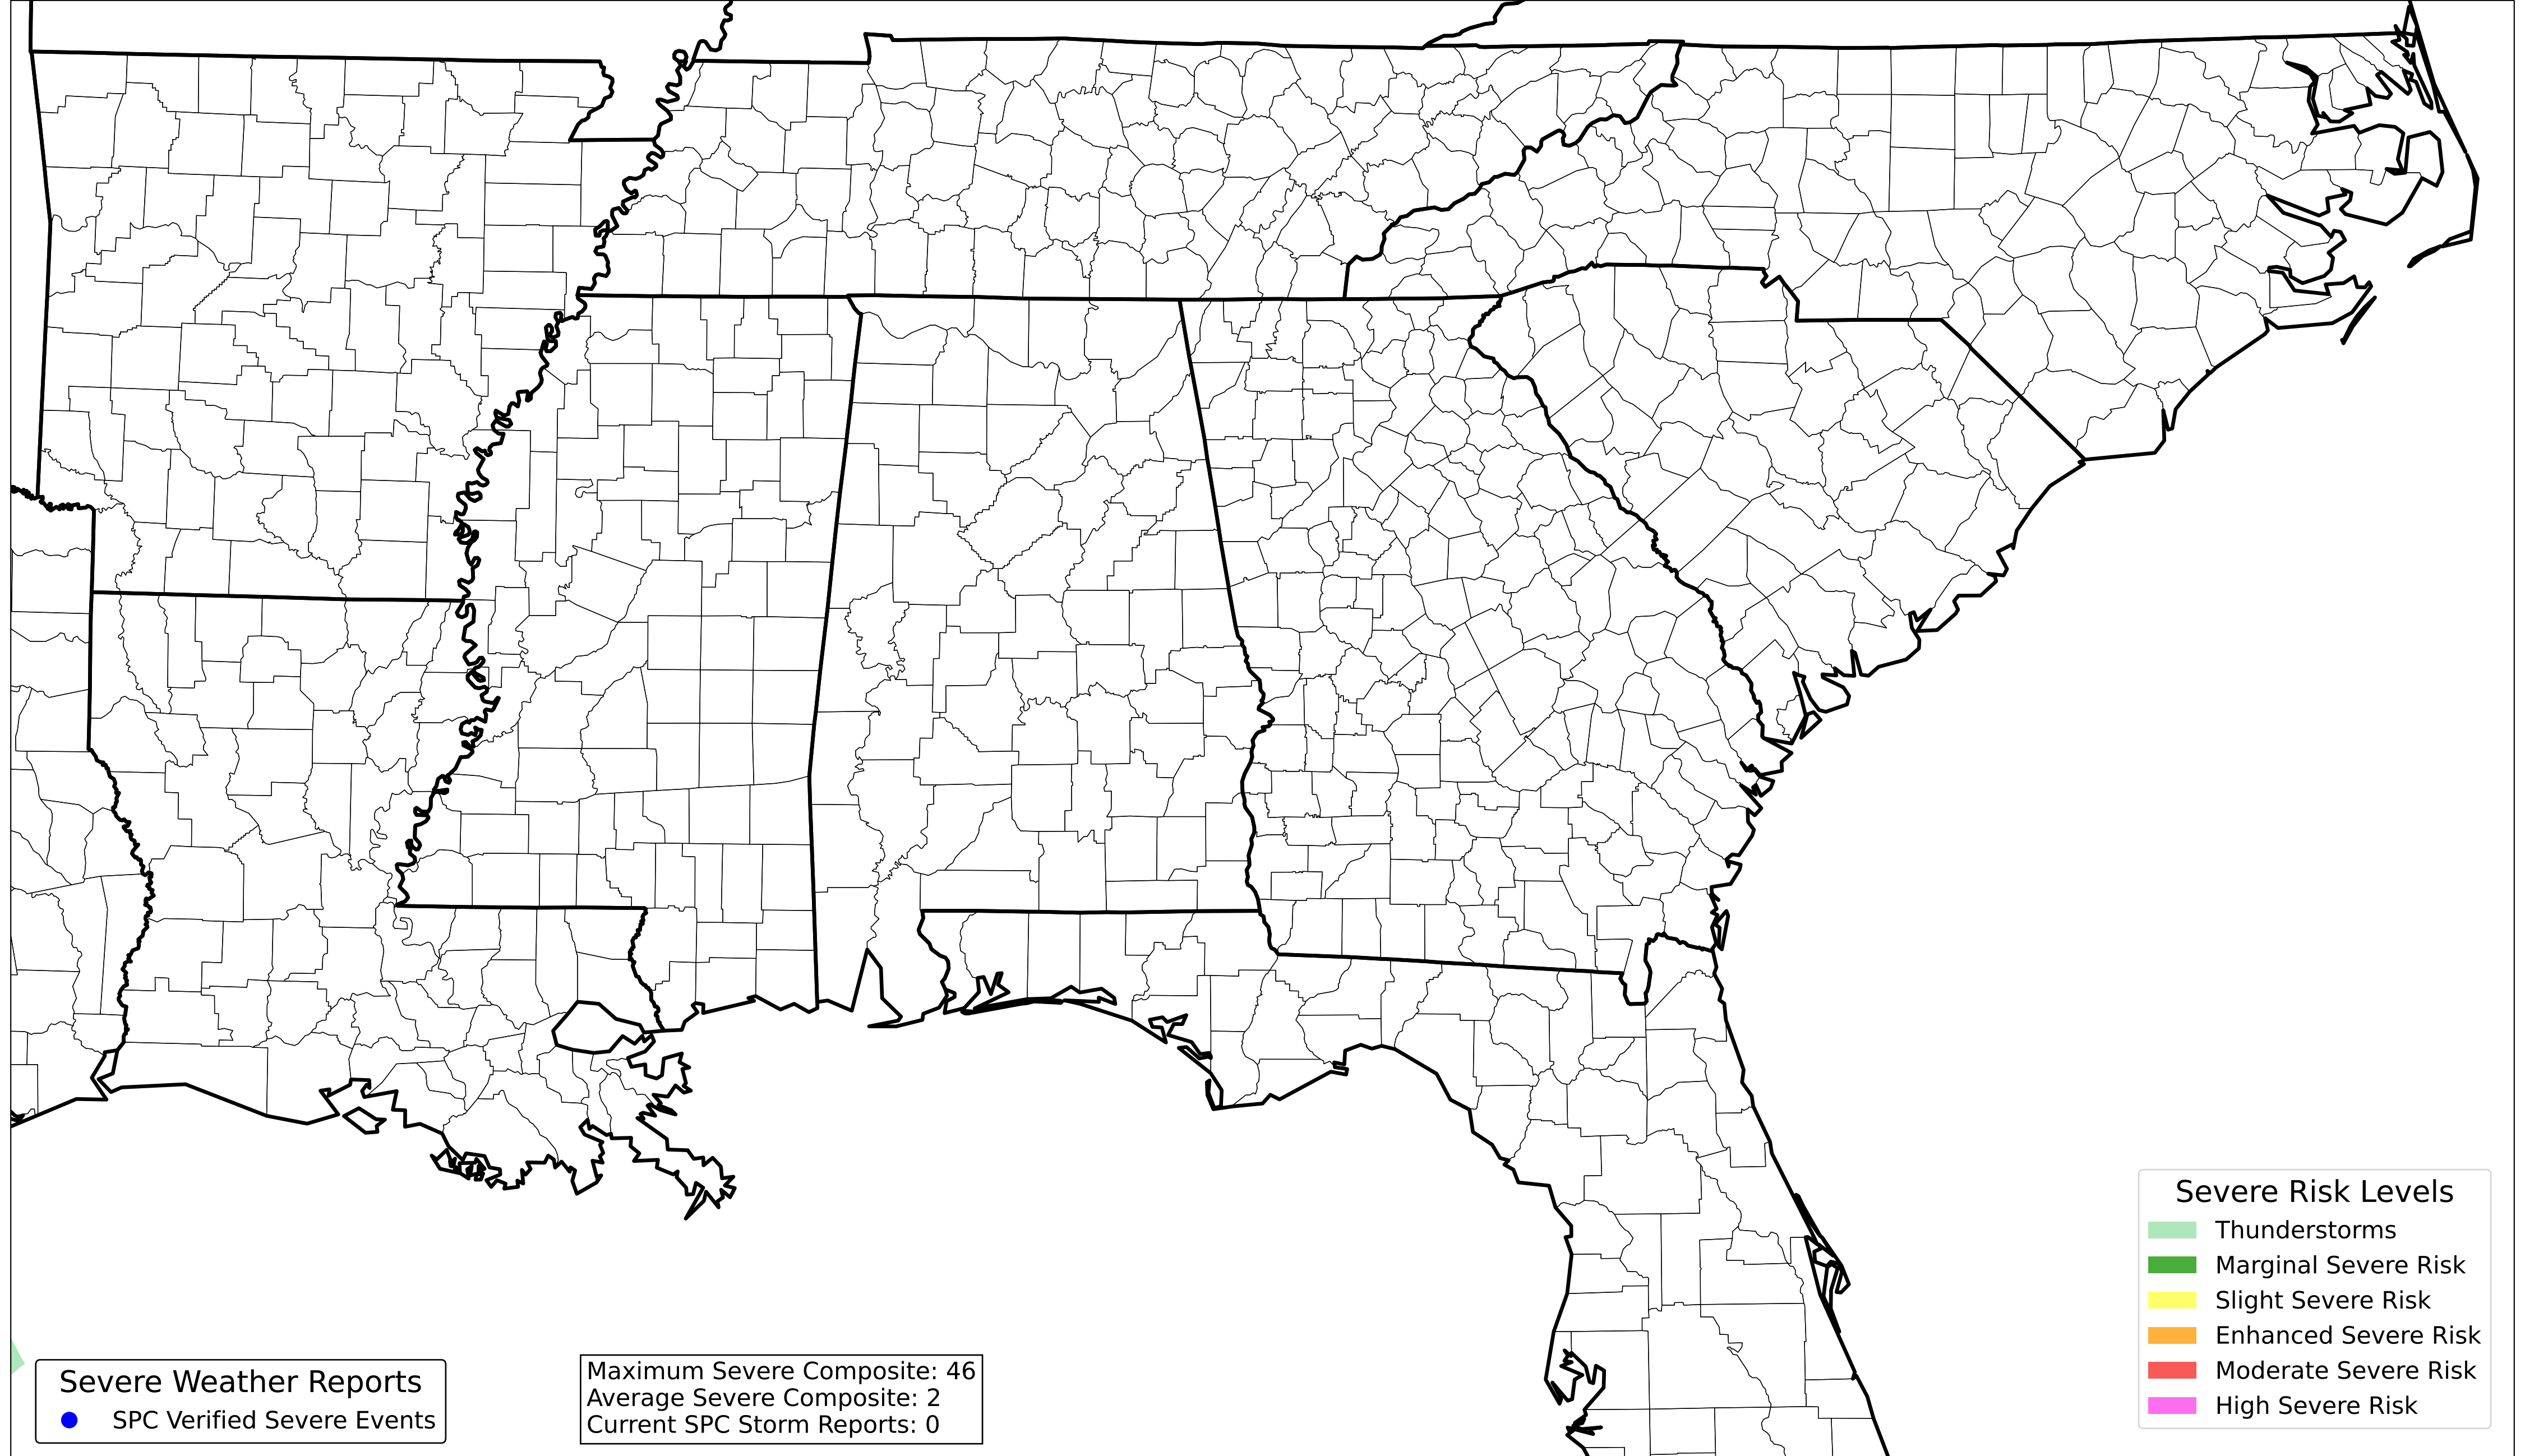 Severe Weather Reports
SPC Verified Severe Events
Maximum Severe Composite: 46
Average Severe Composite: 2
Current SPC Storm Reports: 0
Severe Risk Levels
Thunderstorms
Marginal Severe Risk
Slight Severe Risk
Enhanced Severe Risk
Moderate Severe Risk
High Severe Risk